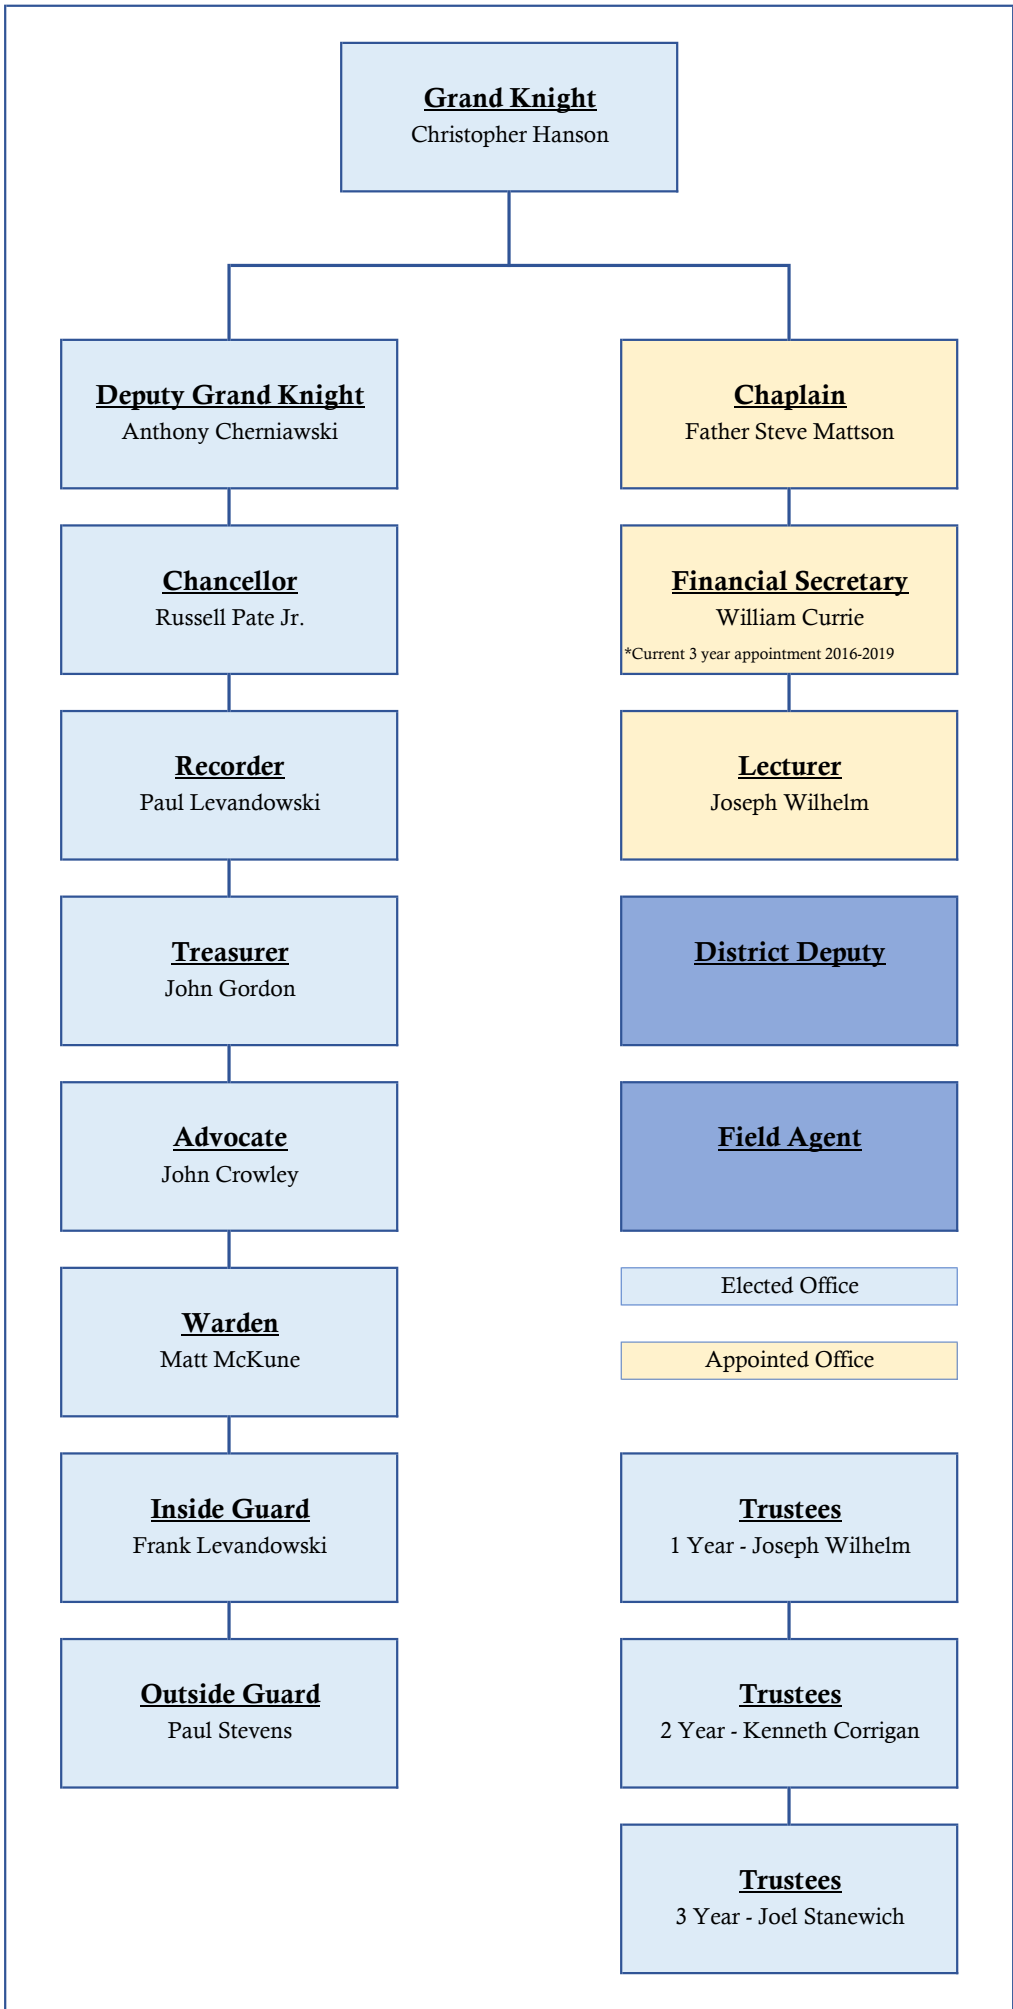 Grand Knight
Christopher Hanson
Deputy Grand Knight
Anthony Cherniawski
Chancellor
Russell Pate Jr.
Recorder
Paul Levandowski
Treasurer
John Gordon
Advocate
John Crowley
Warden
Matt McKune
Inside Guard
Frank Levandowski
Outside Guard
Paul Stevens
Chaplain
Father Steve Mattson
Financial Secretary
William Currie
*Current 3 year appointment 2016-2019
Lecturer
Joseph Wilhelm
District Deputy
Field Agent
Elected Office
Appointed Office
Trustees
1 Year - Joseph Wilhelm
Trustees
2 Year - Kenneth Corrigan
Trustees
3 Year - Joel Stanewich